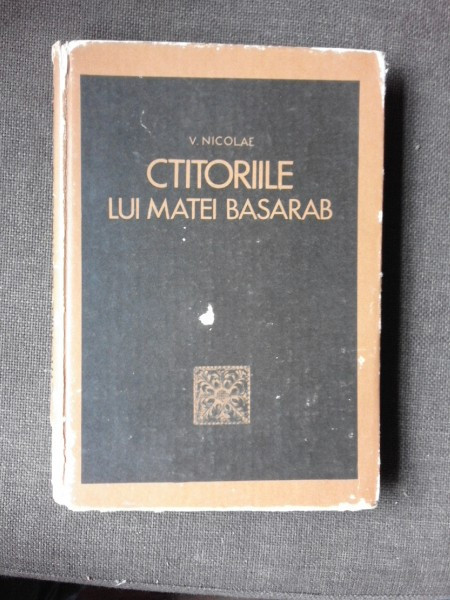 V. NICOLAE
CTITORIILE
LUI MATEI BASARAB